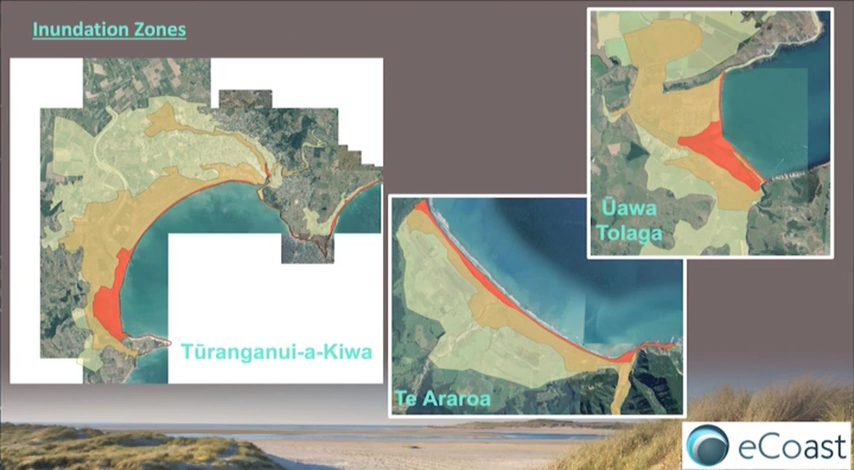 Inundation Zones
Ūawa
Tolaga
Tūranganui-a-Kiwa
Te Araroa
eCoast